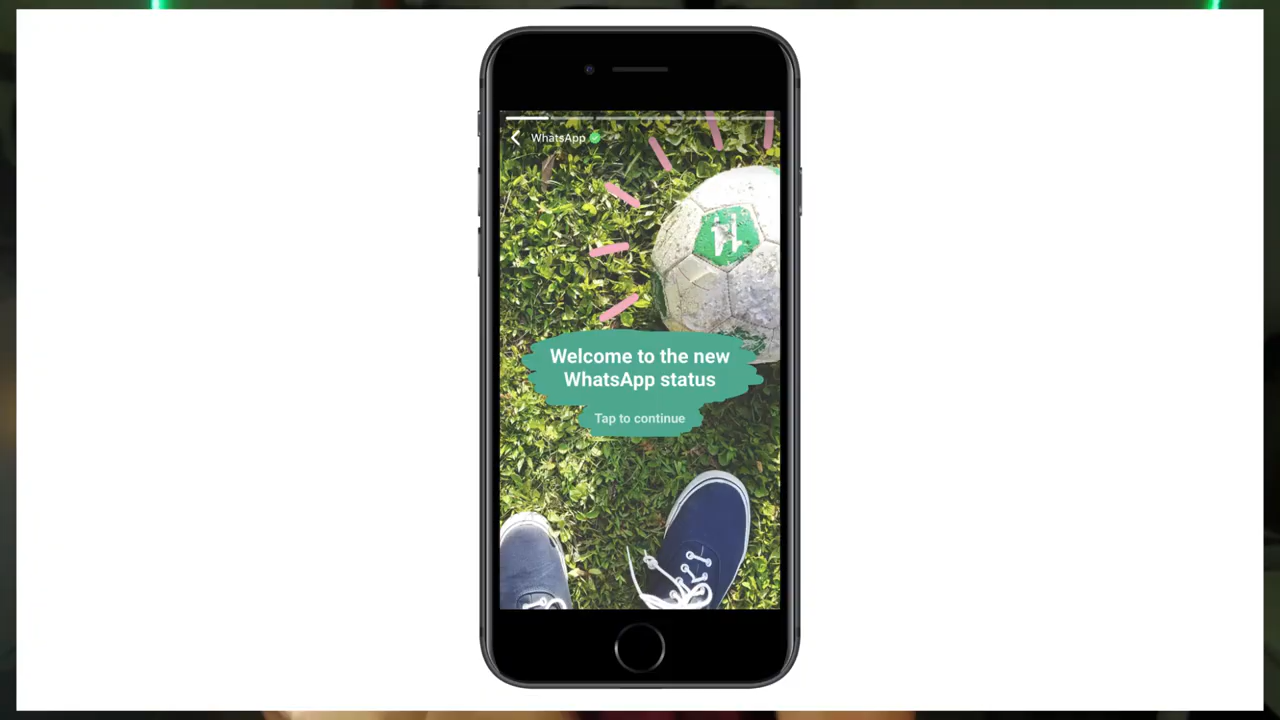 WhatsApp
Welcome to the new
WhatsApp status
Tap to continue